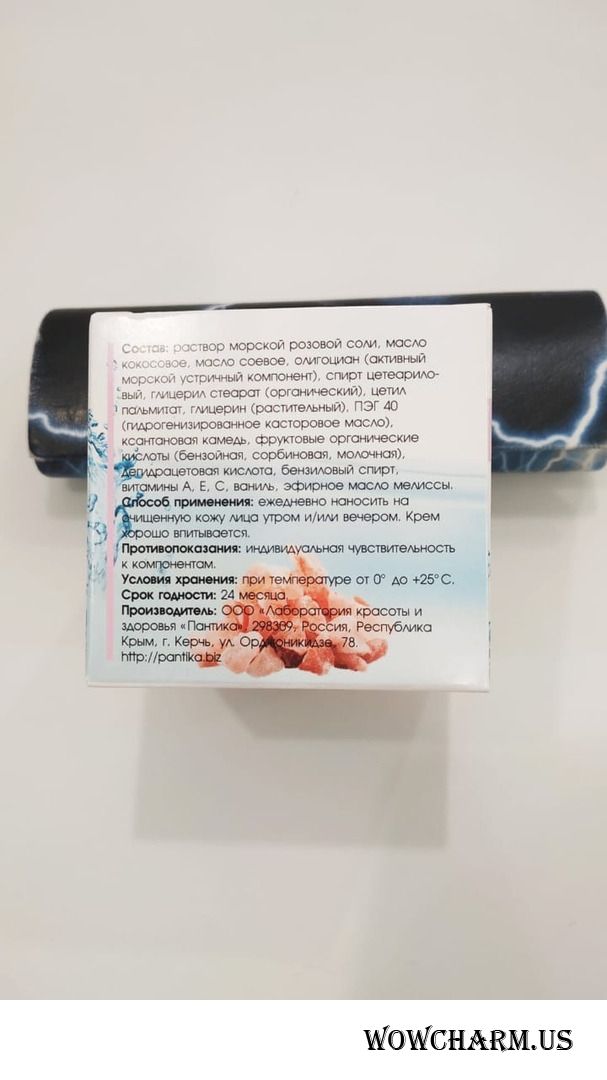 Состав: раствор морской розовой соли, масло
кокосовое, масло соевое, олигоциан (активный
морской устричный компонент), спирт цетеарило-
вый, глицерил стеарат (органический), цетил
пальмитат, глицерин (растительный), ПЭГ 40
(гидрогенизированное касторовое масло),
ксантановая камедь, фруктовые органические
кислоты (бензойная, сорбиновая, молочная),
дегидрацетовая кислота, бензиловый спирт,
витамины А, Е, С, ваниль, эфирное масло мелиссы.
Способ применения: ежедневно наносить на
очищенную кожу лица утром и/или вечером. Крем
хорошо впитывается.
Противопоказания: индивидуальная чувствительность
к компонентам.
Условия хранения: при температуре от 0° до +25°С.
Срок годности: 24 месяца.
Производитель: ООО «Лаборатория красоты и
здоровья «Пантика», 298309, Россия, Республика
Крым, г. Керчь, ул. Орджоникидзе, 78.
http://pantika.biz
WOWCHARM.US